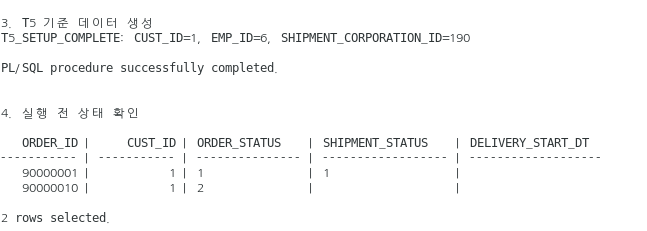 3. T5 기준 데이터 생성
T5_SETUP_COMPLETE: CUST_ID=1, EMP_ID=6, SHIPMENT_CORPORATION_ID=190
PL/SQL procedure successfully completed.
4. 실행 전 상태 확인
ORDER_ID | CUST_ID | ORDER_STATUS | SHIPMENT_STATUS | DELIVERY_START_DT
----------- | ----------- | --------------- | ------------------ | -------------------
90000001 | 1 | 1 | 1 |
90000010 | 1 | 2 | |
2 rows selected.